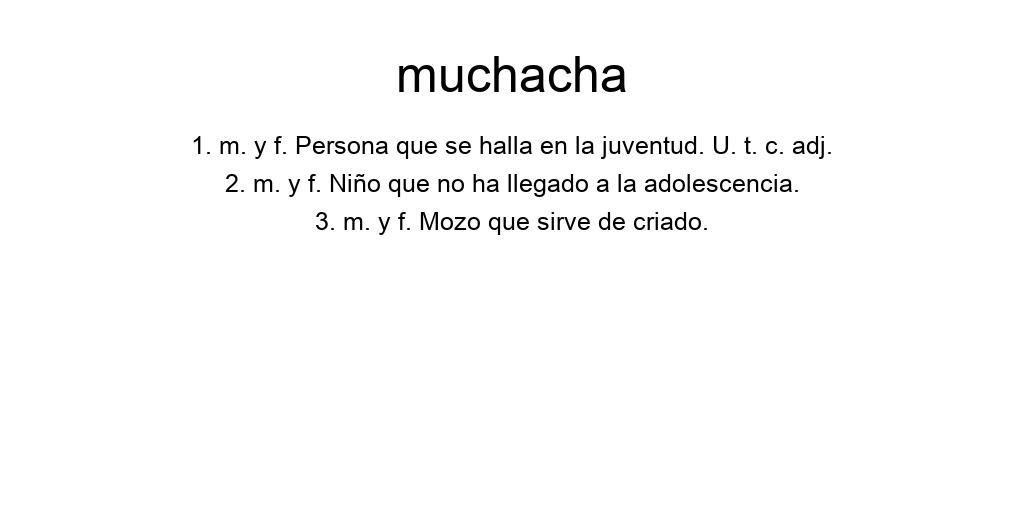 muchacha
1. m. y f. Persona que se halla en la juventud. U. t. c. adj.
2. m. y f. Niño que no ha llegado a la adolescencia.
3. m. y f. Mozo que sirve de criado.